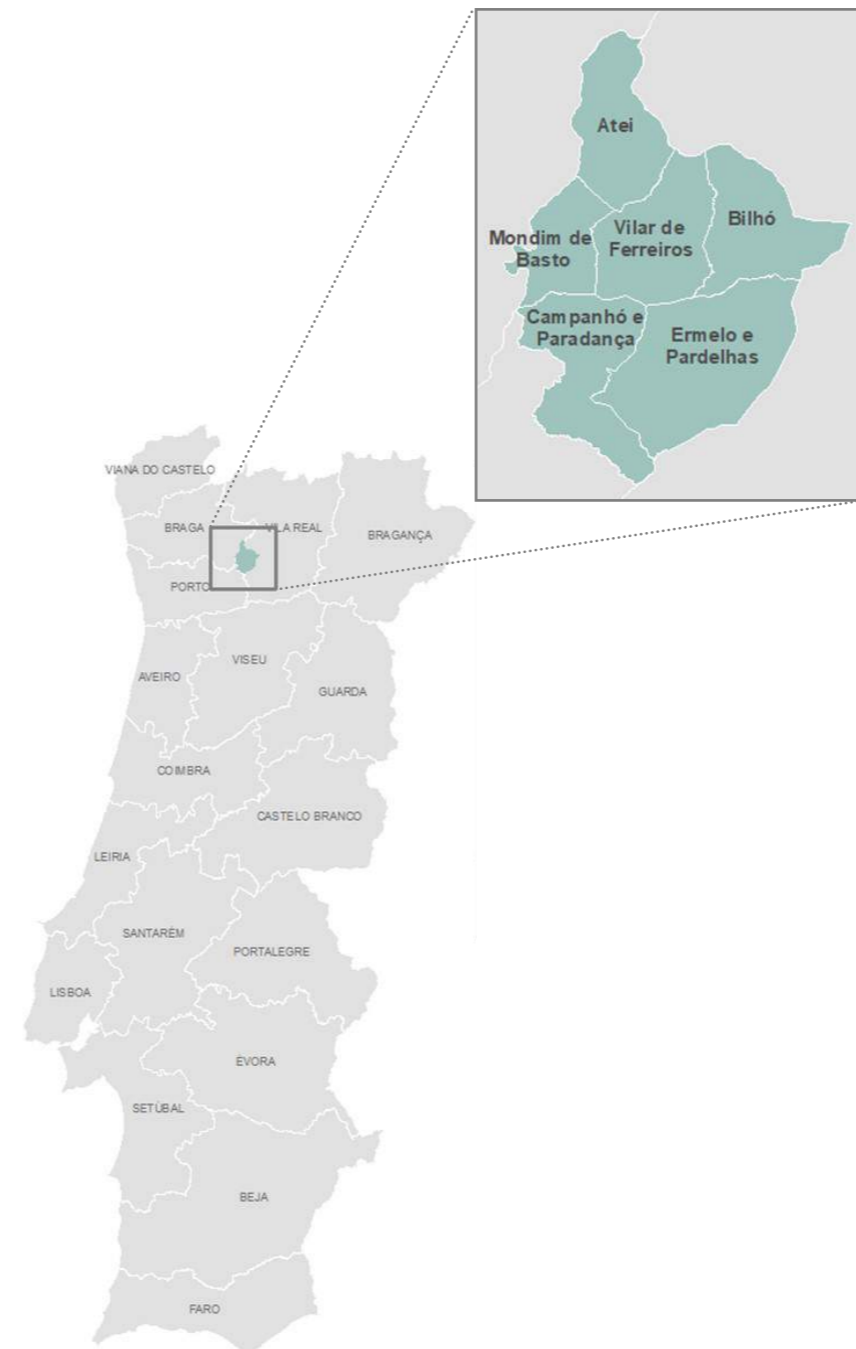 Atei
Bilhó
Vilar de
Ferreiros
Mondim de
Basto
Campanhó e
Paradança
Ermelo e
Pardelhas
VIANA DO CASTELO
BRAGA
VILA REAL
BRAGANÇA
PORTO
AVEIRO
VISEU
GUARDA
COIMBRA
CASTELO BRANCO
LEIRIA
SANTARÉM
PORTALEGRE
LISBOA
ÉVORA
SETÚBAL
BEJA
FARO